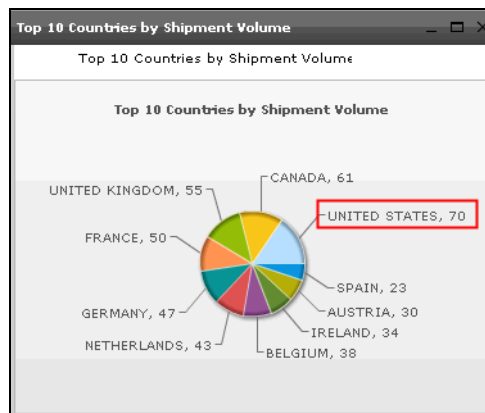 Top 10 Countries by Shipment Volume
Top 10 Countries by Shipment Volume
Top 10 Countries by Shipment Volume
CANADA, 61
UNITED KINGDOM, 55
UNITED STATES, 70
FRANCE, 50
SPAIN, 23
GERMANY, 47
AUSTRIA, 30
IRELAND, 34
NETHERLANDS, 43
BELGIUM, 38